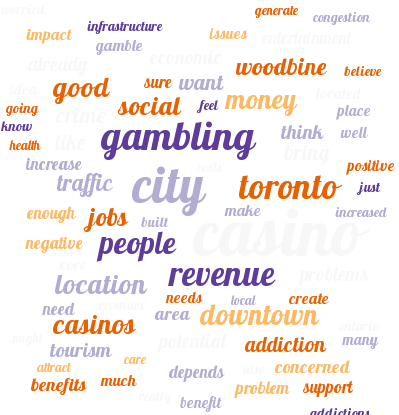 worried
generate
infrastructure
congestion
impact
issues
entertainment
gamble
economic
already
woodbine
believe
sure
want
good
idea
located
social
feel
money
going
crime
place
know
gambling
think
well
health
like
bring
increase
positive
traffic
city
toronto
just
enough
jobs
make
increased
built
negative
people
casino
care
revenue
problems
location
needs
local
create
revenues
need
area
downtown
casinos
ontario
might
potential
addiction
many
tourism
care
attract
depends
also
concerned
benefits
much
problem
support
really
benefit
addictions